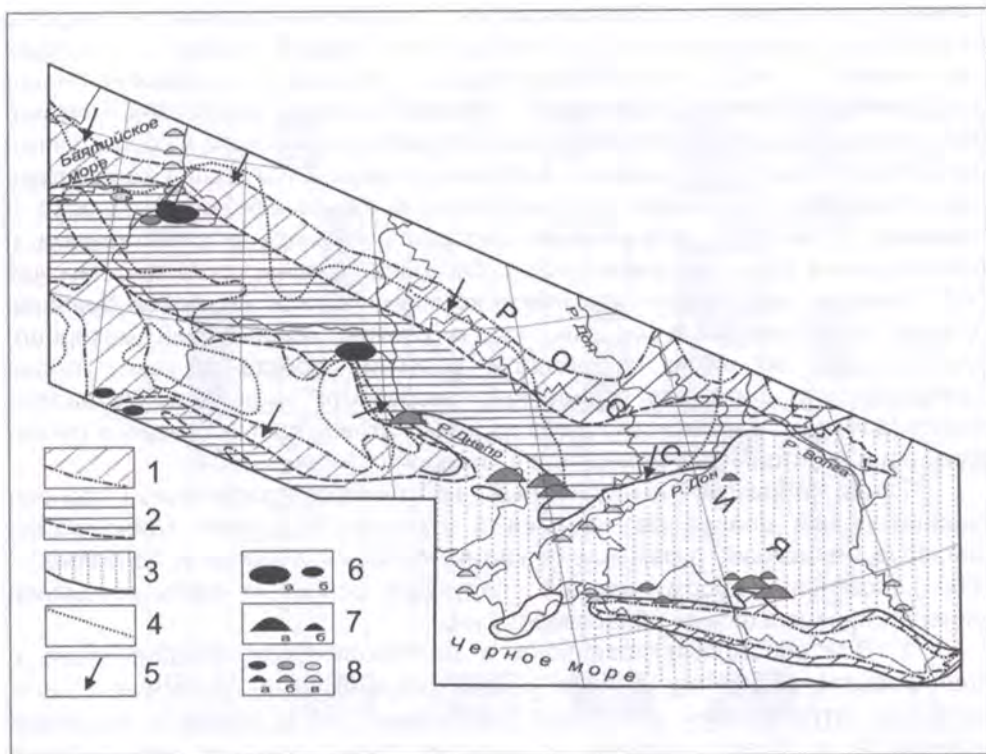 Балтийское
море
Р О С С И Я
р. Дон
р. Волга
р. Днепр
р. Дон
Черное море
1
2
3
4
5
б
6
а б
7
а б в
8